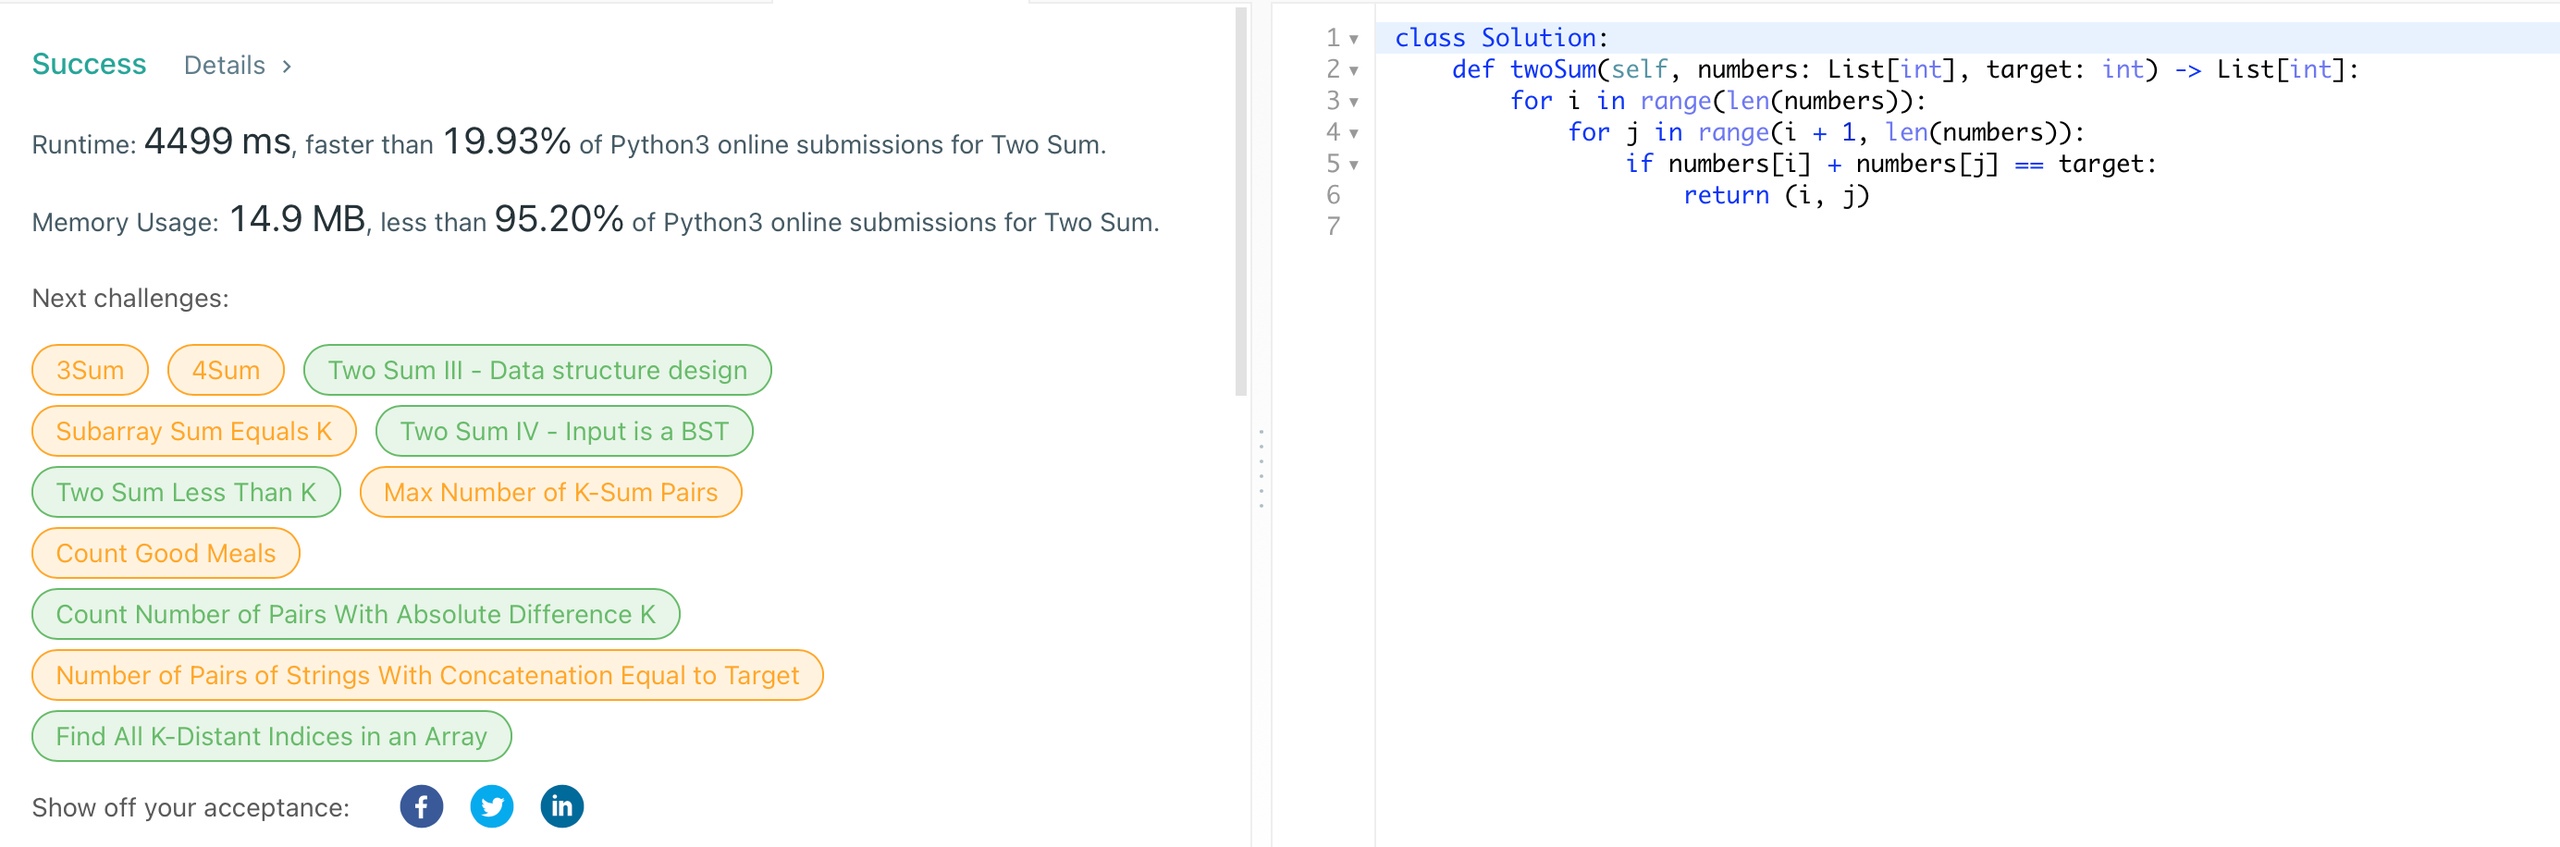 Success Details >
Runtime: 4499 ms, faster than 19.93% of Python3 online submissions for Two Sum.
Memory Usage: 14.9 MB, less than 95.20% of Python3 online submissions for Two Sum.
Next challenges:
3Sum 4Sum Two Sum III - Data structure design
Subarray Sum Equals K Two Sum IV - Input is a BST
Two Sum Less Than K Max Number of K-Sum Pairs
Count Good Meals
Count Number of Pairs With Absolute Difference K
Number of Pairs of Strings With Concatenation Equal to Target
Find All K-Distant Indices in an Array
Show off your acceptance: f in
1 class Solution:
2     def twoSum(self, numbers: List[int], target: int) -> List[int]:
3         for i in range(len(numbers)):
4             for j in range(i + 1, len(numbers)):
5                 if numbers[i] + numbers[j] == target:
6                     return (i, j)
7